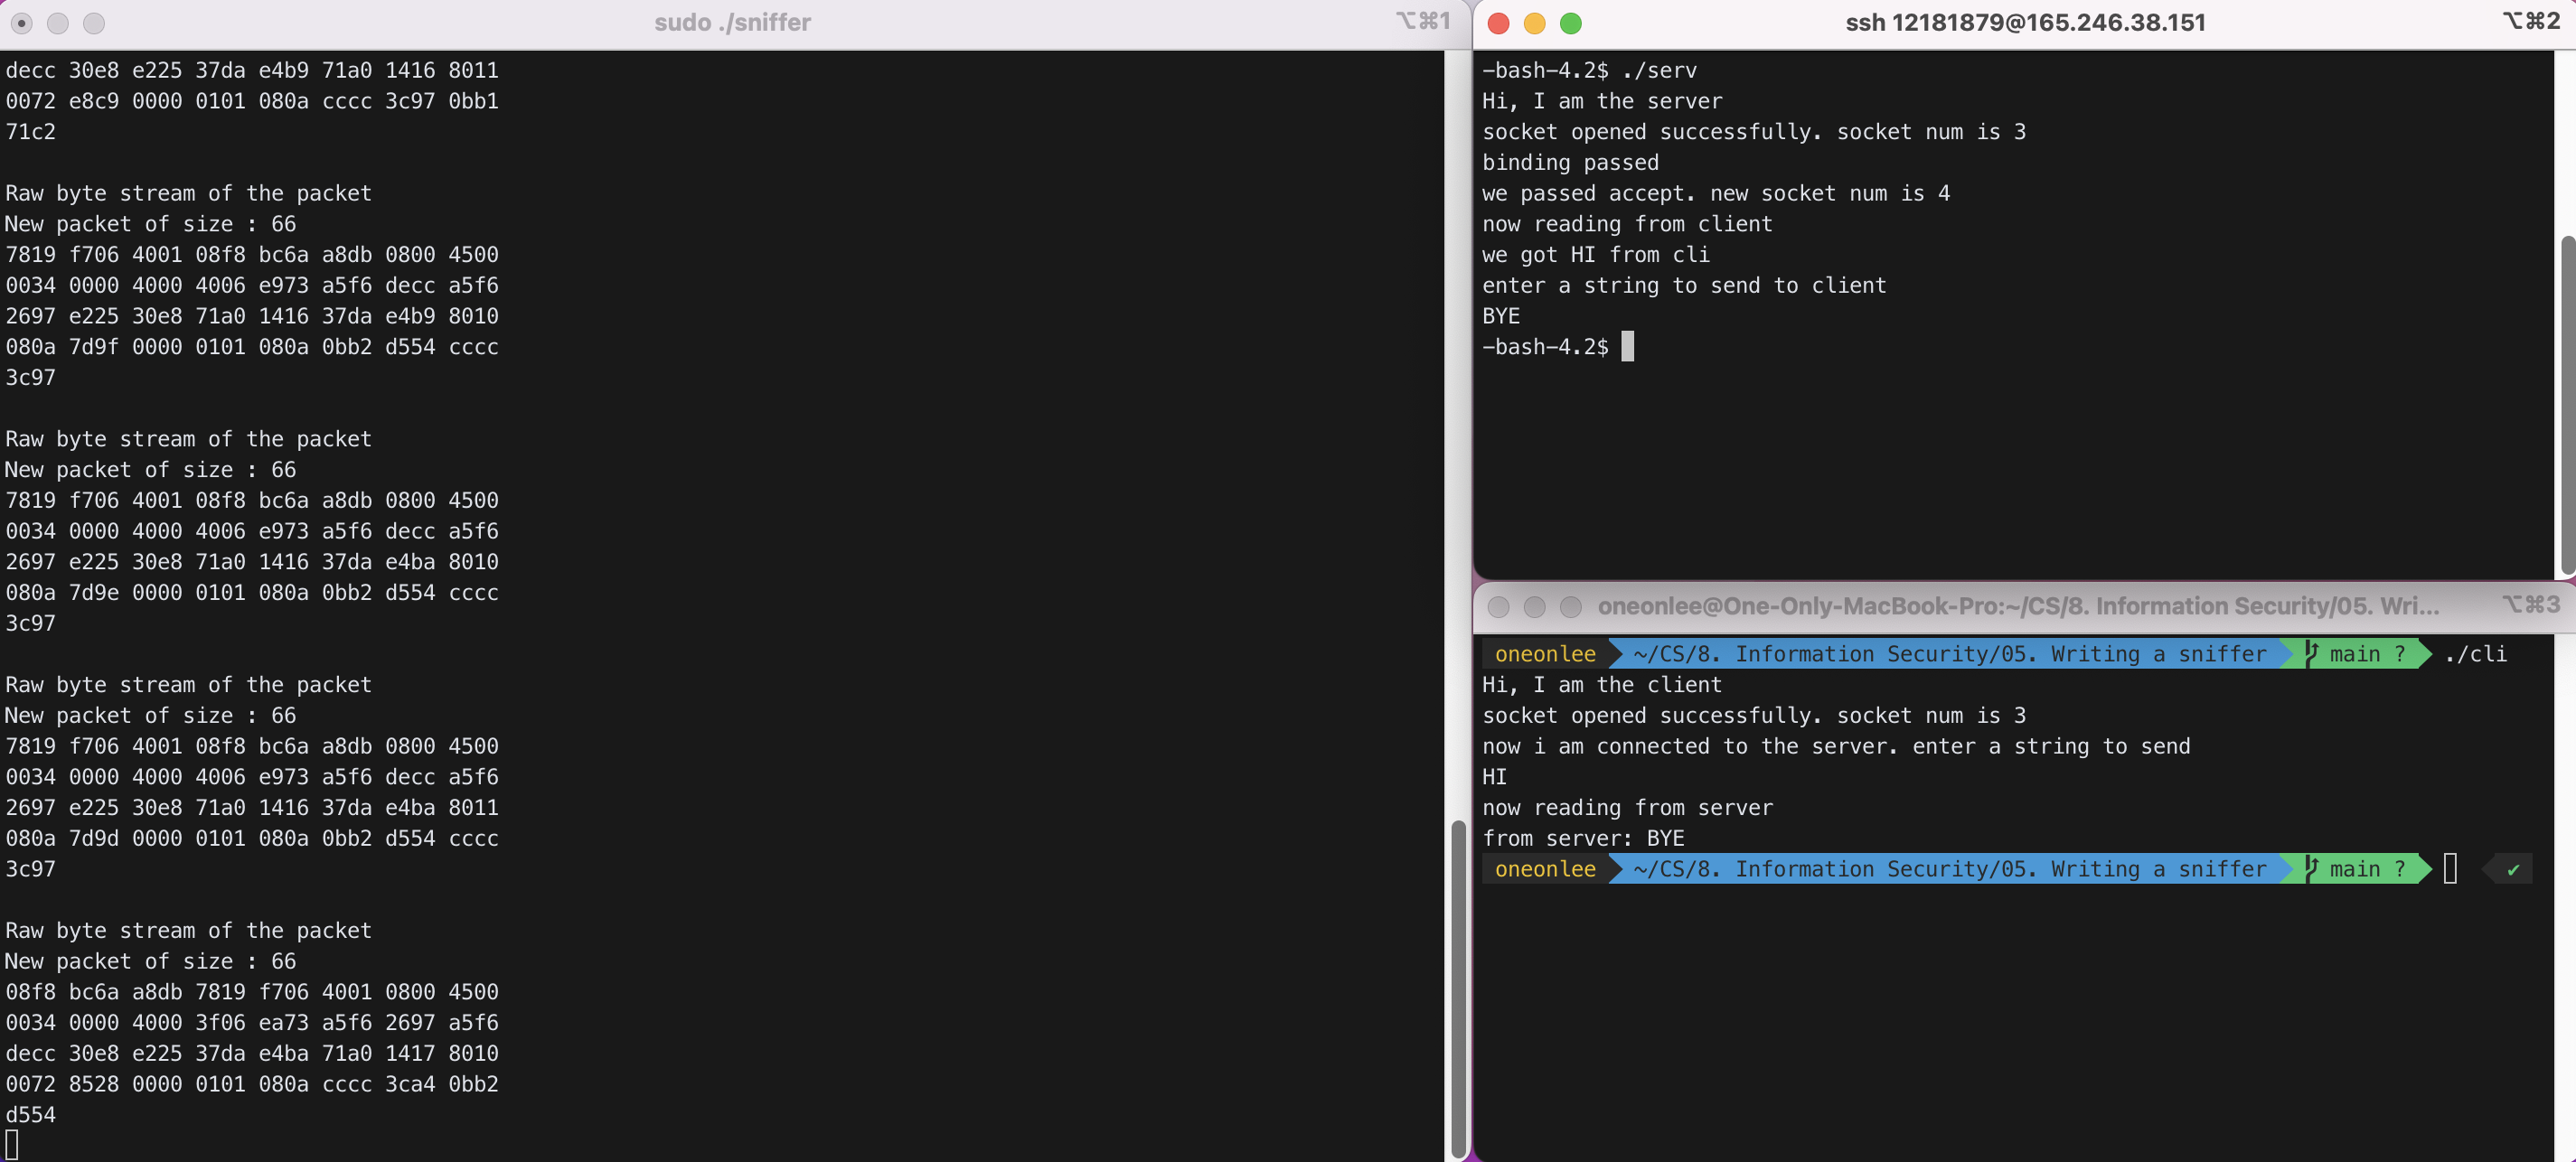 sudo ./sniffer
⌥⌘1
decc 30e8 e225 37da e4b9 71a0 1416 8011
0072 e8c9 0000 0101 080a cccc 3c97 0bb1
71c2
Raw byte stream of the packet
New packet of size : 66
7819 f706 4001 08f8 bc6a a8db 0800 4500
0034 0000 4000 4006 e973 a5f6 decc a5f6
2697 e225 30e8 71a0 1416 37da e4b9 8010
080a 7d9f 0000 0101 080a 0bb2 d554 cccc
3c97
Raw byte stream of the packet
New packet of size : 66
7819 f706 4001 08f8 bc6a a8db 0800 4500
0034 0000 4000 4006 e973 a5f6 decc a5f6
2697 e225 30e8 71a0 1416 37da e4ba 8010
080a 7d9e 0000 0101 080a 0bb2 d554 cccc
3c97
Raw byte stream of the packet
New packet of size : 66
7819 f706 4001 08f8 bc6a a8db 0800 4500
0034 0000 4000 4006 e973 a5f6 decc a5f6
2697 e225 30e8 71a0 1416 37da e4ba 8011
080a 7d9d 0000 0101 080a 0bb2 d554 cccc
3c97
Raw byte stream of the packet
New packet of size : 66
08f8 bc6a a8db 7819 f706 4001 0800 4500
0034 0000 4000 3f06 ea73 a5f6 2697 a5f6
decc 30e8 e225 37da e4ba 71a0 1417 8010
0072 8528 0000 0101 080a cccc 3ca4 0bb2
d554
ssh 12181879@165.246.38.151
⌥⌘2
-bash-4.2$ ./serv
Hi, I am the server
socket opened successfully. socket num is 3
binding passed
we passed accept. new socket num is 4
now reading from client
we got HI from cli
enter a string to send to client
BYE
-bash-4.2$
oneonlee@One-Only-MacBook-Pro:~/CS/8. Information Security/05. Wri...
⌥⌘3
oneonlee ~/CS/8. Information Security/05. Writing a sniffer main ? ./cli
Hi, I am the client
socket opened successfully. socket num is 3
now i am connected to the server. enter a string to send
HI
now reading from server
from server: BYE
oneonlee ~/CS/8. Information Security/05. Writing a sniffer main ? ✔